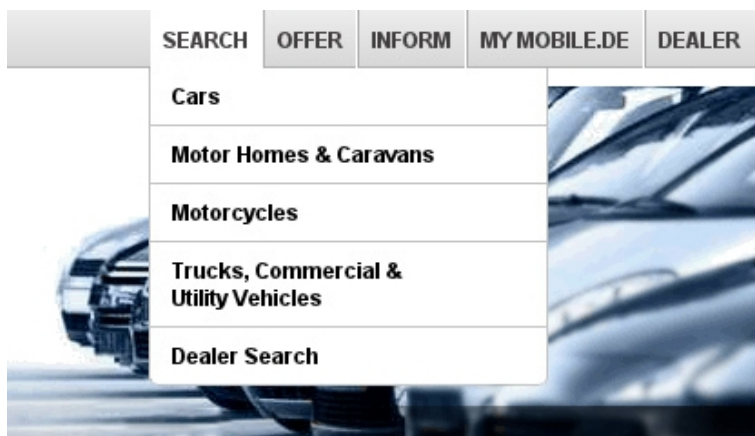 SEARCH OFFER INFORM MY MOBILE.DE DEALER
Cars
Motor Homes & Caravans
Motorcycles
Trucks, Commercial &
Utility Vehicles
Dealer Search